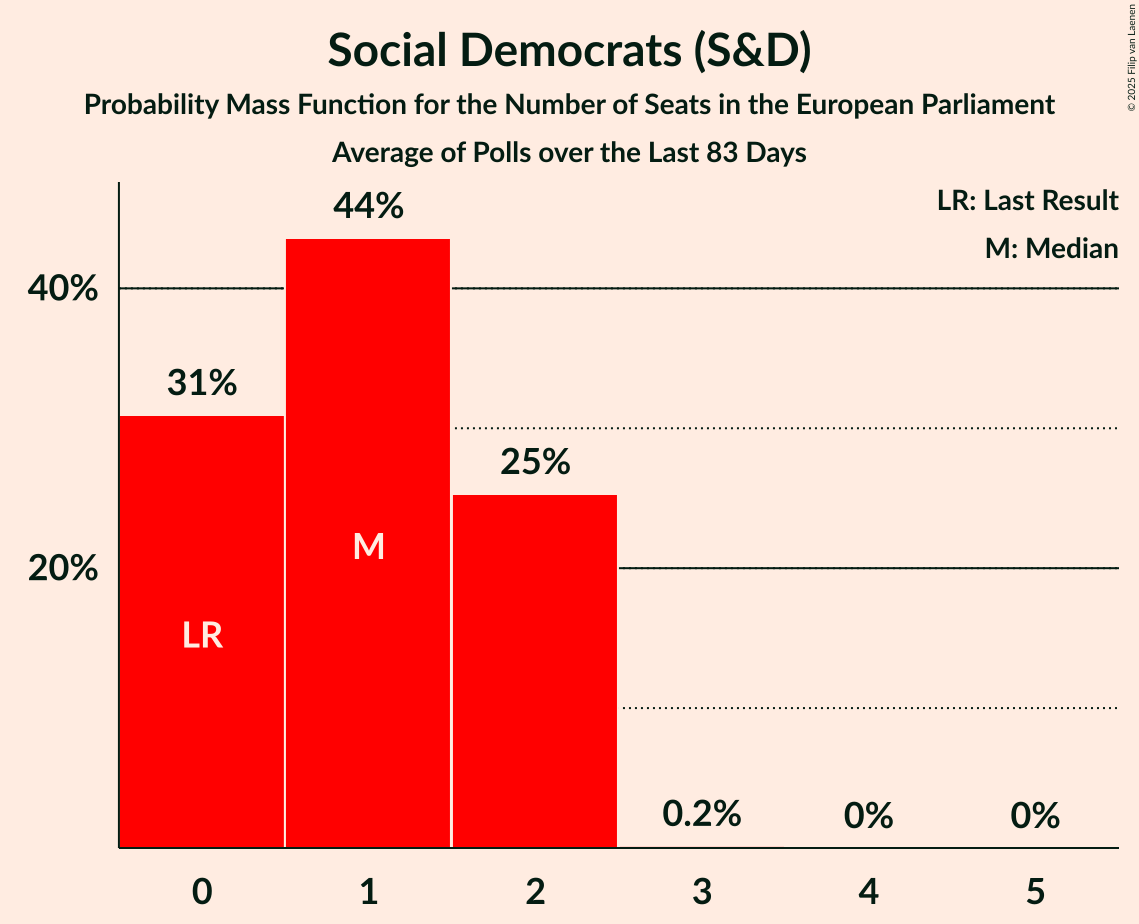 Social Democrats (S&D)
Probability Mass Function for the Number of Seats in the European Parliament
Average of Polls over the Last 83 Days
© 2025 Filip van Laenen
LR: Last Result
M: Median
44%
40%
31%
25%
M
20%
LR
0.2%
0%
0%
0
1
2
3
4
5